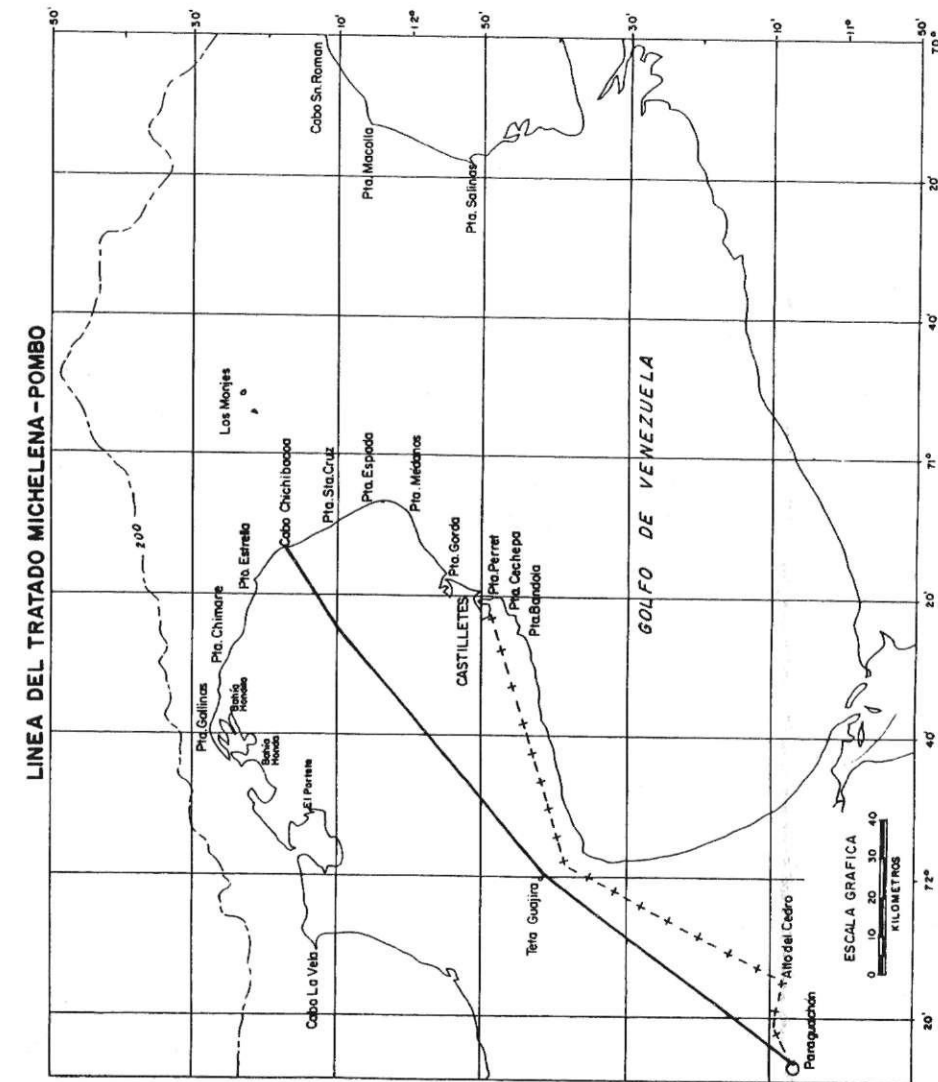 LINEA DEL TRATADO MICHELENA-POMBO
50'
30'
10'
-12°
50'
30'
10'
-11°
50'
200
Cabo Sn. Roman
Pta. Macolla
Pta. Salinas
Los Monjes
Pta. Gallinas
Pta. Chimare
Pta. Estrella
Cabo Chichibacoa
Pta. Sta. Cruz
Pta. Espada
Pta. Médanos
Pta. Gorda
CASTILLETES
Pta. Perret
Pta. Cachepa
Pta. Bandola
Bahía
Hondita
Bahía
Honda
El Portete
Cabo La Vela
GOLFO DE VENEZUELA
Teta Guajira
Alto del Cedro
Paraguachón
ESCALA GRAFICA
0 10 20 30 40
KILOMETROS
20'
72°
40'
20'
71°
40'
20'
70°